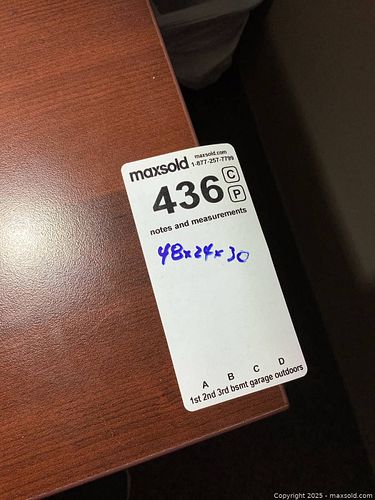 maxsold maxsold.com
1-877-257-7799
436 C
P
notes and measurements
48x24x30
A B C D
1st 2nd 3rd bsmt garage outdoors
Copyright 2025 - maxsold.com